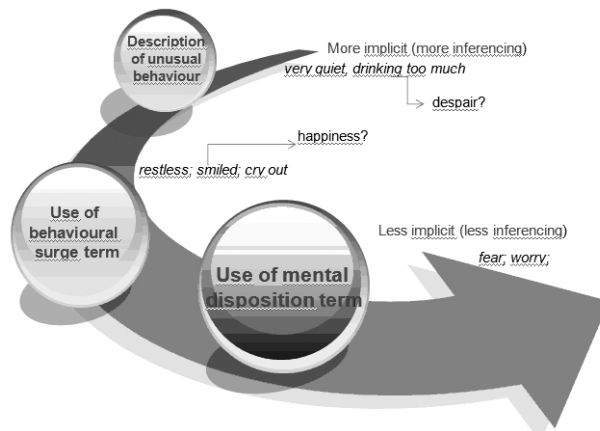 Description
of unusual
behaviour
More implicit (more inferencing)
very quiet, drinking too much
despair?
happiness?
restless; smiled; cry out
Use of
behavioural
surge term
Less implicit (less inferencing)
fear; worry;
Use of mental
disposition term